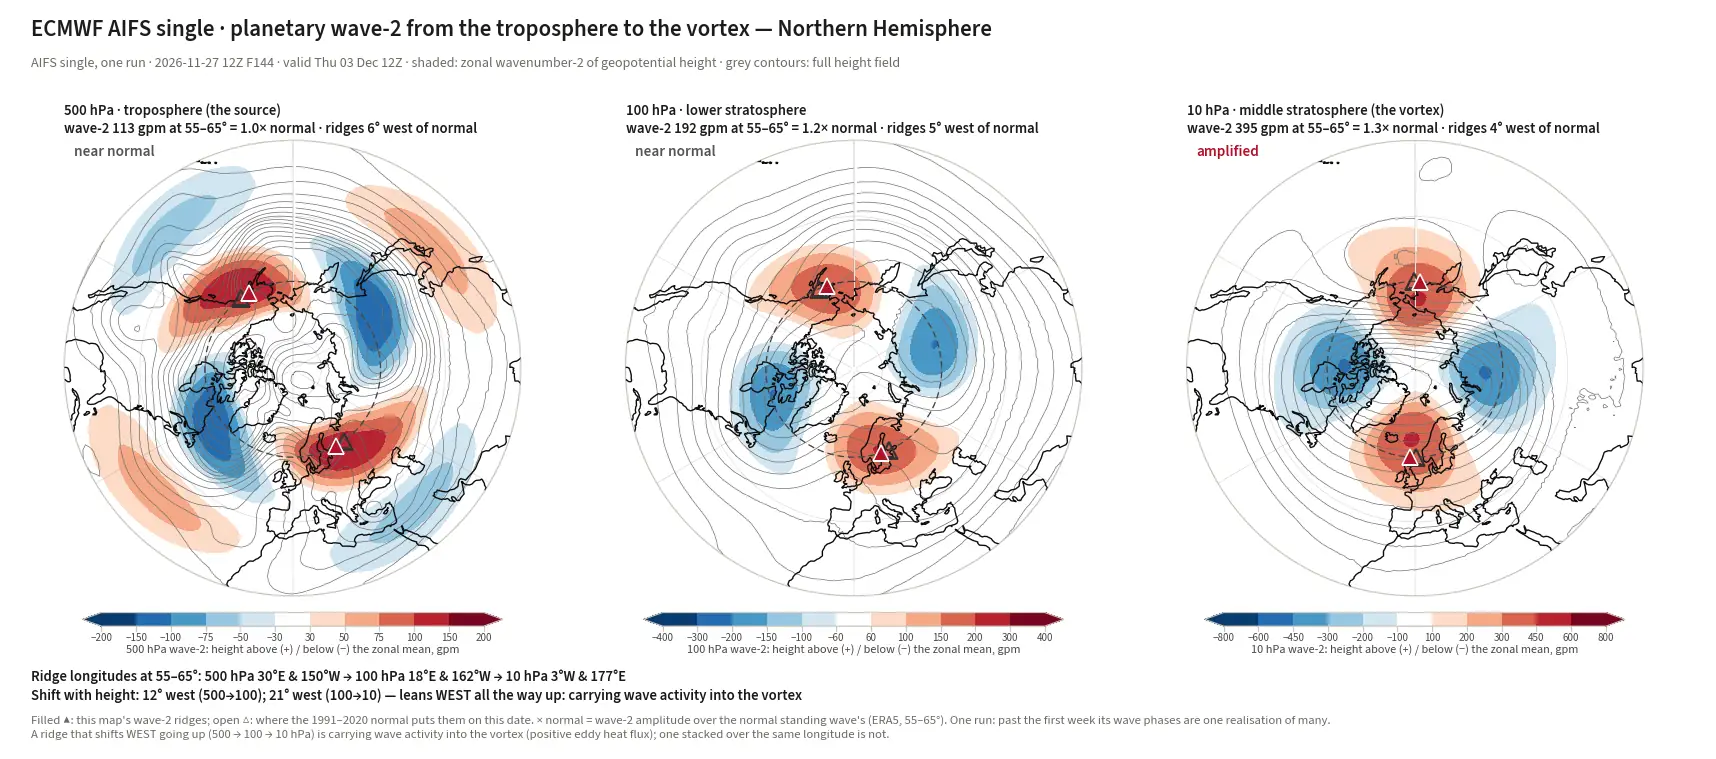 ECMWF AIFS single · planetary wave-2 from the troposphere to the vortex — Northern Hemisphere
AIFS single, one run · 2026-11-27 12Z F144 · valid Thu 03 Dec 12Z · shaded: zonal wavenumber-2 of geopotential height · grey contours: full height field
500 hPa · troposphere (the source)
wave-2 113 gpm at 55–65° = 1.0× normal · ridges 6° west of normal
near normal
100 hPa · lower stratosphere
wave-2 192 gpm at 55–65° = 1.2× normal · ridges 5° west of normal
near normal
10 hPa · middle stratosphere (the vortex)
wave-2 395 gpm at 55–65° = 1.3× normal · ridges 4° west of normal
amplified
−200 −150 −100 −75 −50 −30 30 50 75 100 150 200
500 hPa wave-2: height above (+) / below (−) the zonal mean, gpm
−400 −300 −200 −150 −100 −60 60 100 150 200 300 400
100 hPa wave-2: height above (+) / below (−) the zonal mean, gpm
−800 −600 −450 −300 −200 −100 100 200 300 450 600 800
10 hPa wave-2: height above (+) / below (−) the zonal mean, gpm
Ridge longitudes at 55–65°: 500 hPa 30°E & 150°W → 100 hPa 18°E & 162°W → 10 hPa 3°W & 177°E
Shift with height: 12° west (500→100); 21° west (100→10) — leans WEST all the way up: carrying wave activity into the vortex
Filled ▲: this map's wave-2 ridges; open △: where the 1991–2020 normal puts them on this date. × normal = wave-2 amplitude over the normal standing wave's (ERA5, 55–65°). One run: past the first week its wave phases are one realisation of many.
A ridge that shifts WEST going up (500 → 100 → 10 hPa) is carrying wave activity into the vortex (positive eddy heat flux); one stacked over the same longitude is not.